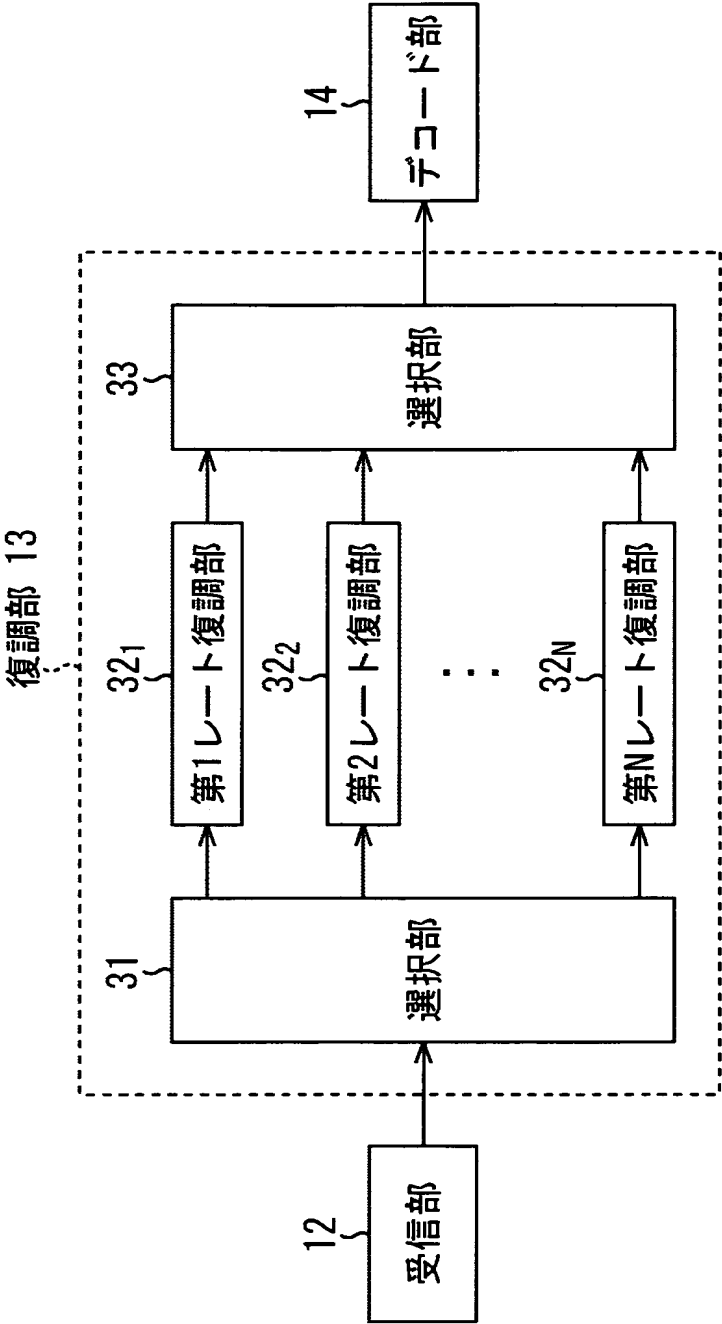 復調部 13
12
受信部
31
選択部
32₁
第1レート復調部
32₂
第2レート復調部
...
32N
第Nレート復調部
33
選択部
14
デコード部